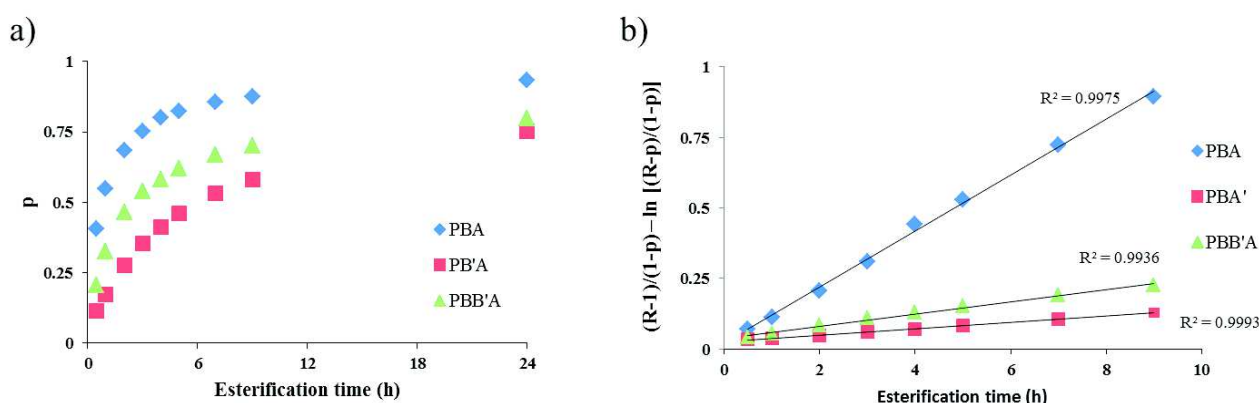 a)
1
0.75
0.5
0.25
0
p
0
6
12
18
24
Esterification time (h)
PBA
PB'A
PBB'A
b)
1
0.75
0.5
0.25
0
(R-1)/(1-p)−ln [(R-p)/(1-p)]
0
2
4
6
8
10
Esterification time (h)
R² = 0.9975
R² = 0.9936
R² = 0.9993
PBA
PBA'
PBB'A